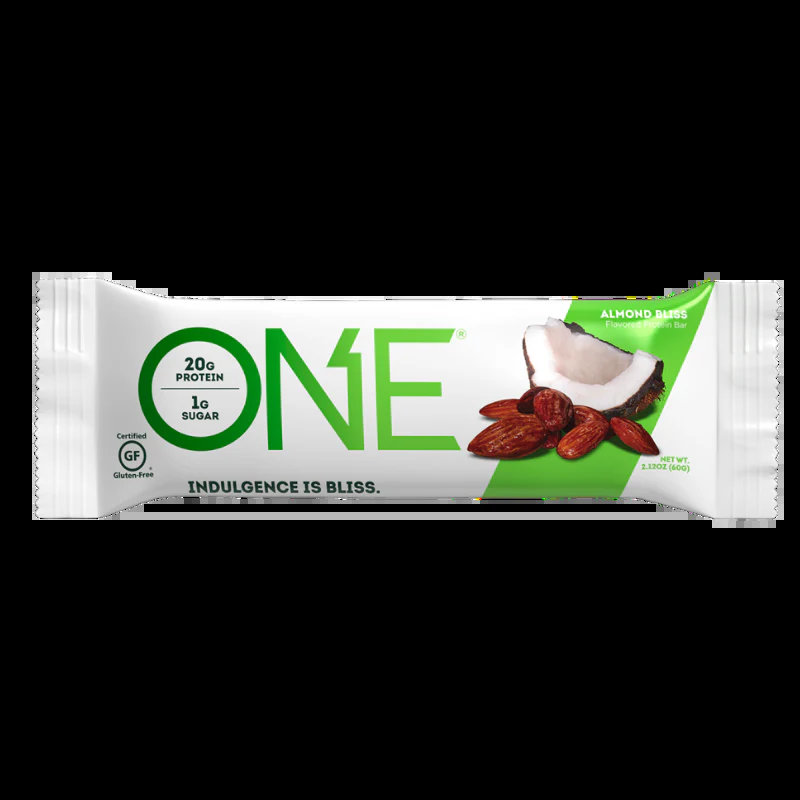 ONE®
20G
PROTEIN
1G
SUGAR
Certified
GF
Gluten-Free
INDULGENCE IS BLISS.
ALMOND BLISS
Flavored Protein Bar
NET WT.
2.12OZ (60G)